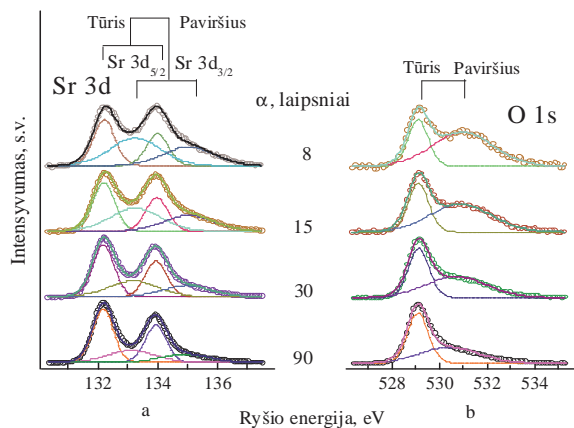 Tūris Paviršius
Sr 3d5/2 Sr 3d3/2
Sr 3d
α, laipsniai
Tūris Paviršius
O 1s
8
15
30
90
Intensyvumas, s.v.
132 134 136
528 530 532 534
a
Ryšio energija, eV
b